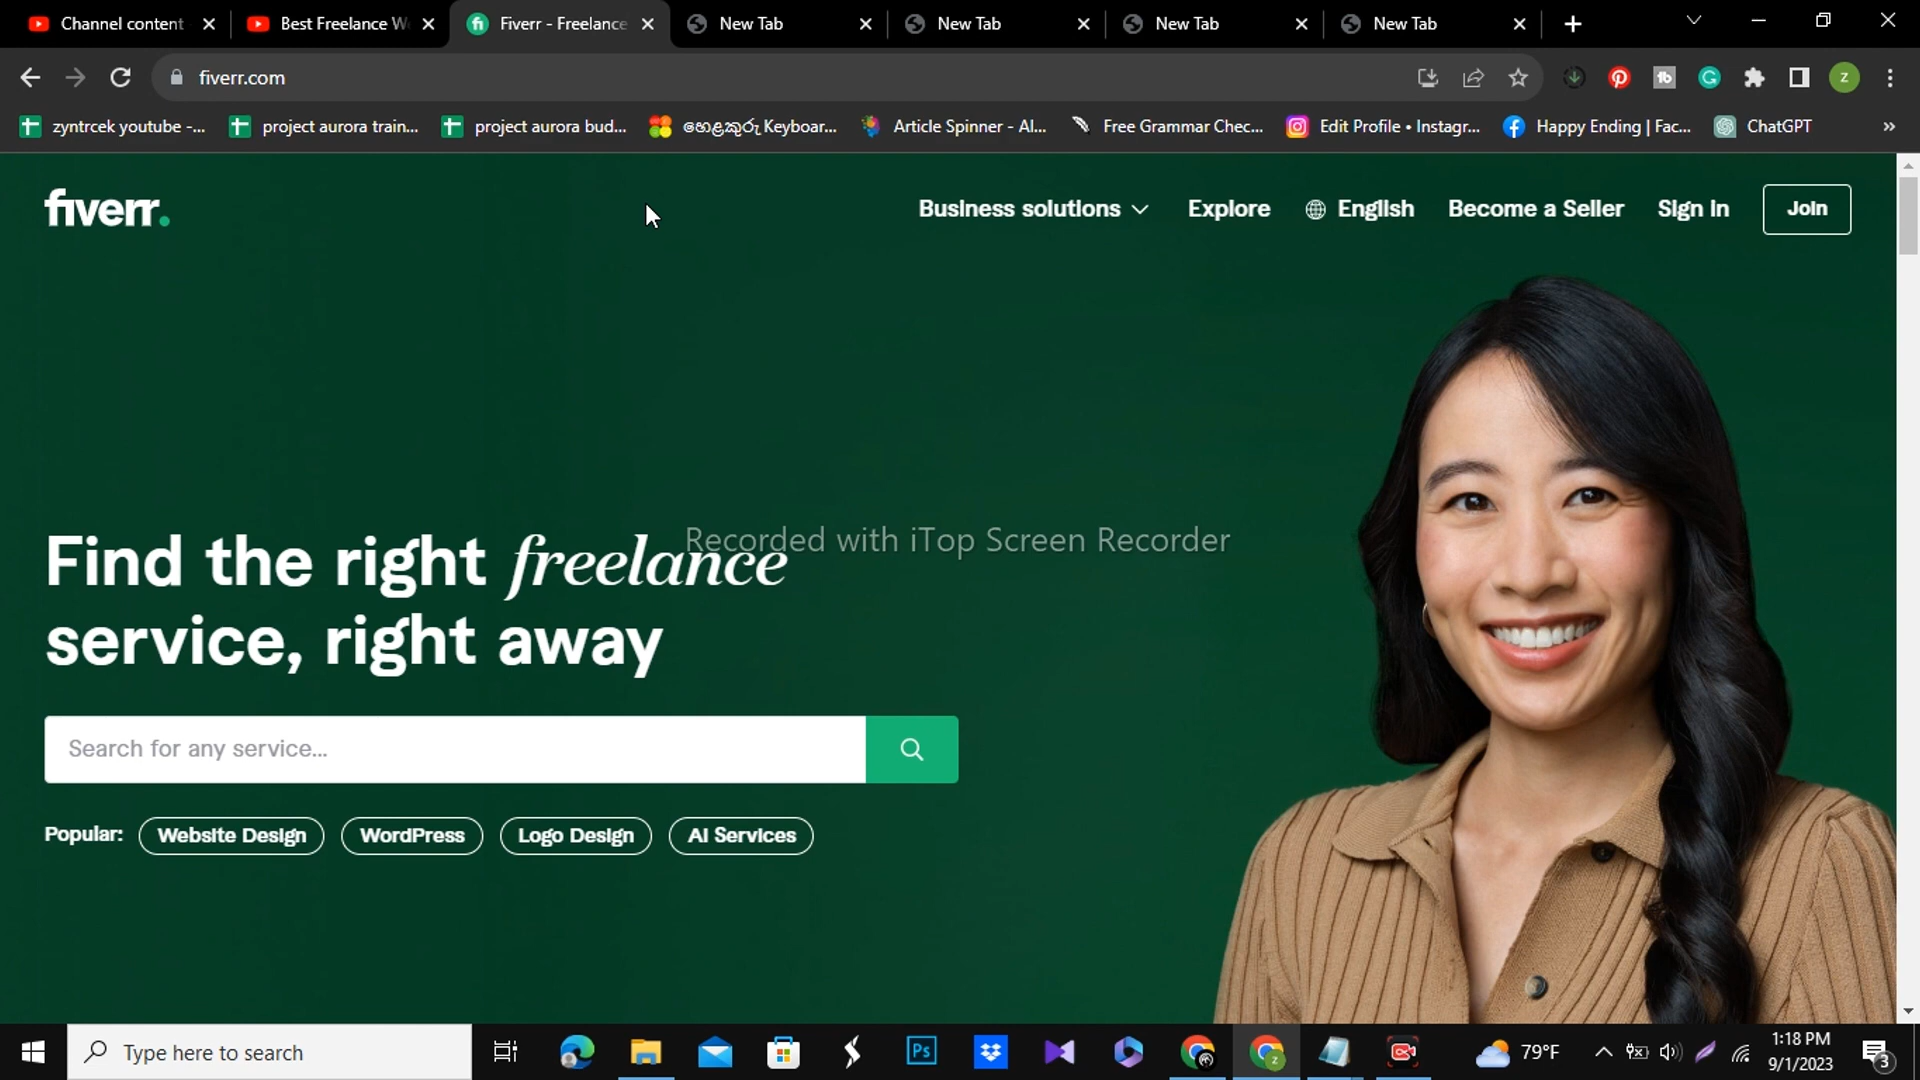 Channel content
Best Freelance W
Fiverr - Freelance
New Tab
New Tab
New Tab
New Tab
fiverr.com
z
zyntrcek youtube -...
project aurora train...
project aurora bud...
හෙළකුරු Keyboar...
Article Spinner - AI...
Free Grammar Chec...
Edit Profile • Instagr...
Happy Ending | Fac...
ChatGPT
»
fiverr.
Business solutions
Explore
English
Become a Seller
Sign In
Join
Recorded with iTop Screen Recorder
Find the right freelance
service, right away
Search for any service...
Popular:
Website Design
WordPress
Logo Design
AI Services
Type here to search
Ps
79°F
1:18 PM
9/1/2023
3